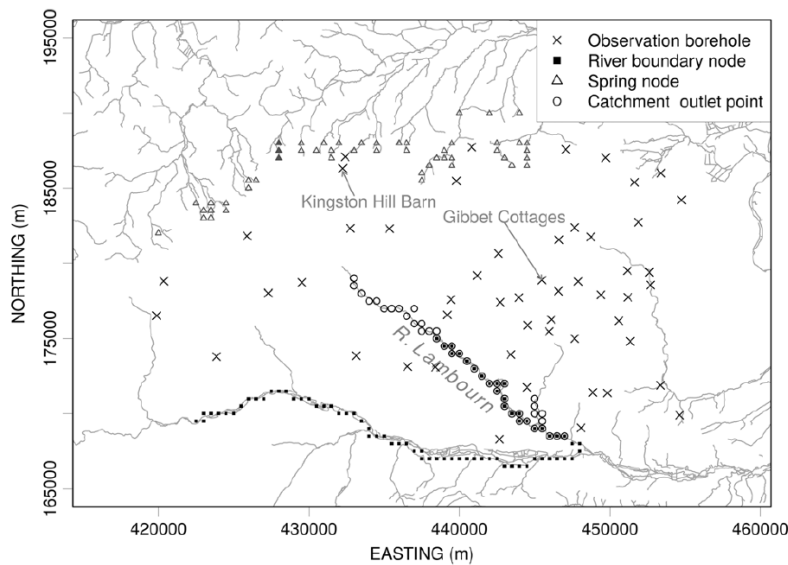 Observation borehole
River boundary node
Spring node
Catchment outlet point
Kingston Hill Barn
Gibbet Cottages
R. Lambourn
NORTHING (m)
195000
185000
175000
165000
420000
430000
440000
450000
460000
EASTING (m)